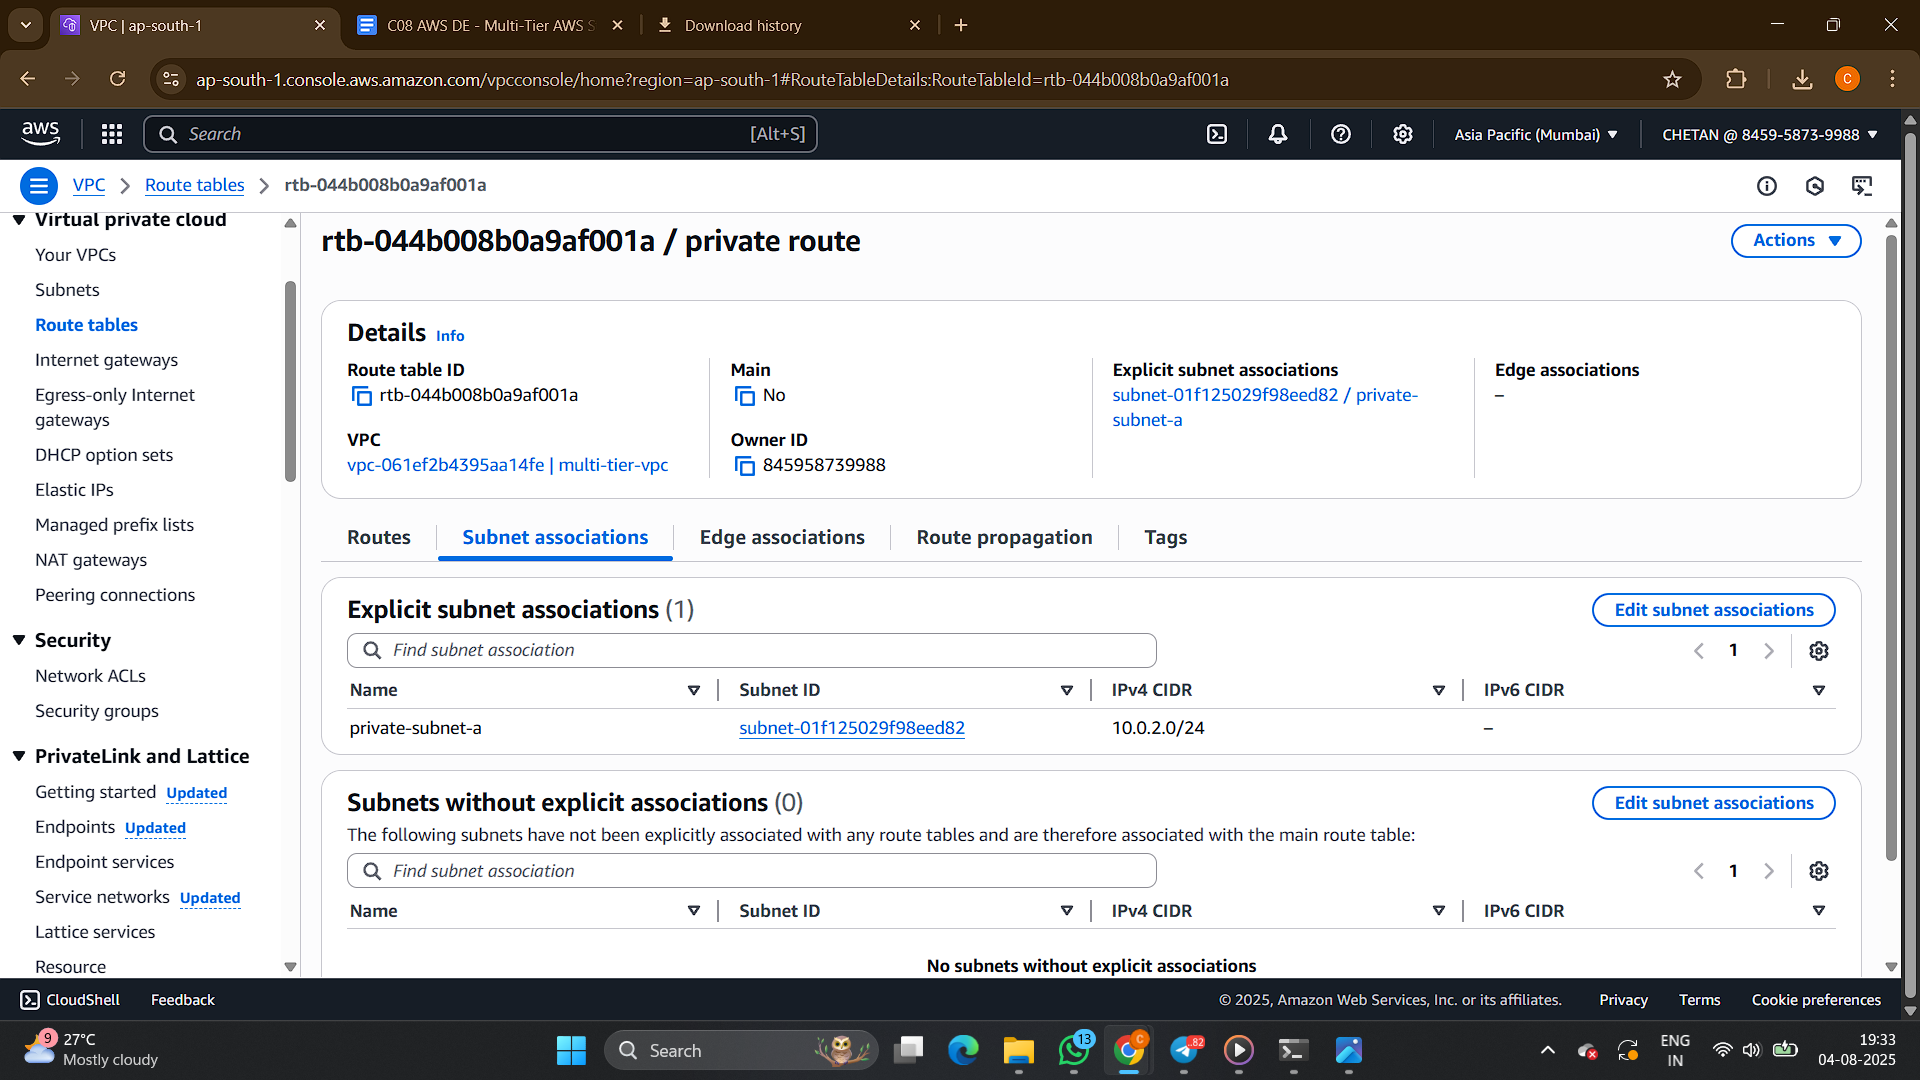 VPC | ap-south-1
C08 AWS DE - Multi-Tier AWS S
Download history
ap-south-1.console.aws.amazon.com/vpcconsole/home?region=ap-south-1#RouteTableDetails:RouteTableId=rtb-044b008b0a9af001a
C
aws
Search
[Alt+S]
Asia Pacific (Mumbai)
CHETAN @ 8459-5873-9988
VPC
Route tables
rtb-044b008b0a9af001a
Virtual private cloud
Your VPCs
Subnets
Route tables
Internet gateways
Egress-only Internet
gateways
DHCP option sets
Elastic IPs
Managed prefix lists
NAT gateways
Peering connections
Security
Network ACLs
Security groups
PrivateLink and Lattice
Getting started Updated
Endpoints Updated
Endpoint services
Service networks Updated
Lattice services
Resource
rtb-044b008b0a9af001a / private route
Actions
Details Info
Route table ID
rtb-044b008b0a9af001a
Main
No
Explicit subnet associations
subnet-01f125029f98eed82 / private-
subnet-a
Edge associations
–
VPC
vpc-061ef2b4395aa14fe | multi-tier-vpc
Owner ID
845958739988
Routes
Subnet associations
Edge associations
Route propagation
Tags
Explicit subnet associations (1)
Edit subnet associations
Find subnet association
1
Name
Subnet ID
IPv4 CIDR
IPv6 CIDR
private-subnet-a
subnet-01f125029f98eed82
10.0.2.0/24
–
Subnets without explicit associations (0)
Edit subnet associations
The following subnets have not been explicitly associated with any route tables and are therefore associated with the main route table:
Find subnet association
1
Name
Subnet ID
IPv4 CIDR
IPv6 CIDR
No subnets without explicit associations
CloudShell
Feedback
© 2025, Amazon Web Services, Inc. or its affiliates.
Privacy
Terms
Cookie preferences
9
27°C
Mostly cloudy
Search
13
C
82
ENG
IN
19:33
04-08-2025